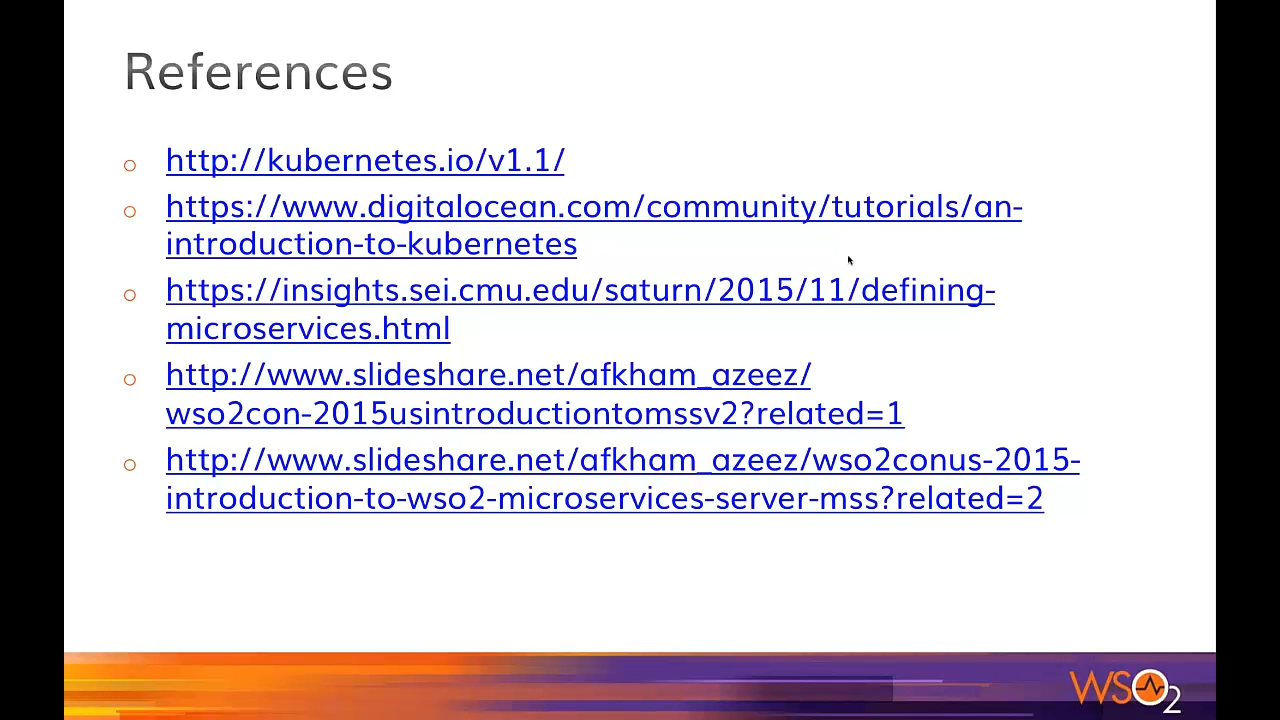 References
http://kubernetes.io/v1.1/
https://www.digitalocean.com/community/tutorials/an-
introduction-to-kubernetes
https://insights.sei.cmu.edu/saturn/2015/11/defining-
microservices.html
http://www.slideshare.net/afkham_azeez/
wso2con-2015usintroductiontomssv2?related=1
http://www.slideshare.net/afkham_azeez/wso2conus-2015-
introduction-to-wso2-microservices-server-mss?related=2
WSO2